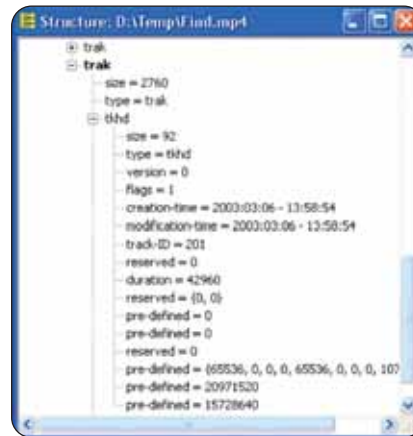 Structure: D:\Temp\Find.mp4
trak
trak
size = 2760
type = trak
tkhd
size = 92
type = tkhd
version = 0
flags = 1
creation-time = 2003:03:06 - 13:58:54
modification-time = 2003:03:06 - 13:58:54
track-ID = 201
reserved = 0
duration = 42960
reserved = {0, 0}
pre-defined = 0
pre-defined = 0
reserved = 0
pre-defined = {65536, 0, 0, 0, 65536, 0, 0, 0, 107
pre-defined = 20971520
pre-defined = 15728640